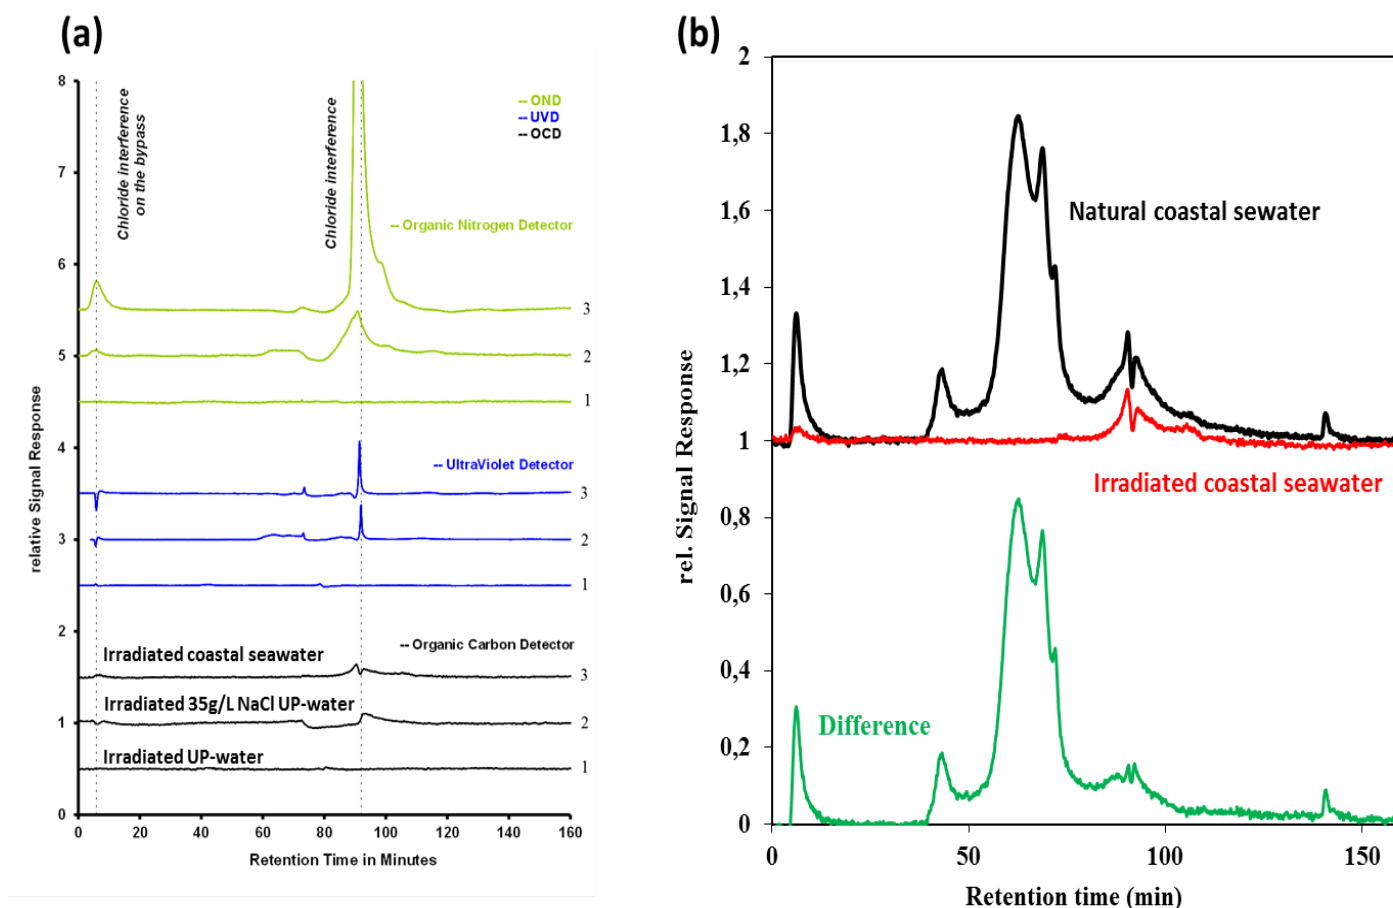 (a)
8
7
6
5
4
3
2
1
0
relative Signal Response
Chloride interference
on the bypass
Chloride interference
-- OND
-- UVD
-- OCD
-- Organic Nitrogen Detector
3
2
1
-- UltraViolet Detector
3
2
1
-- Organic Carbon Detector
Irradiated coastal seawater
3
Irradiated 35g/L NaCl UP-water
2
Irradiated UP-water
1
0 20 40 60 80 100 120 140 160
Retention Time in Minutes
(b)
2
1,8
1,6
1,4
1,2
1
0,8
0,6
0,4
0,2
0
rel. Signal Response
Natural coastal sewater
Irradiated coastal seawater
Difference
0 50 100 150
Retention time (min)